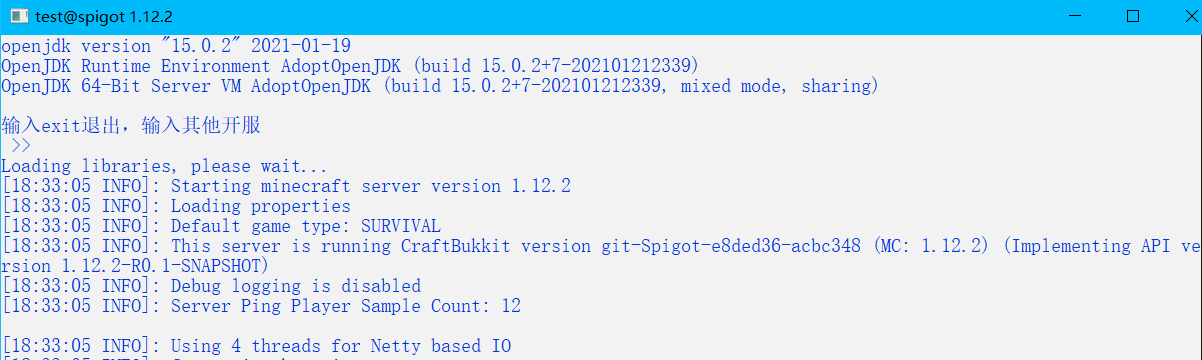 test@spigot 1.12.2
openjdk version "15.0.2" 2021-01-19
OpenJDK Runtime Environment AdoptOpenJDK (build 15.0.2+7-202101212339)
OpenJDK 64-Bit Server VM AdoptOpenJDK (build 15.0.2+7-202101212339, mixed mode, sharing)
输入exit退出，输入其他开服
>>
Loading libraries, please wait...
[18:33:05 INFO]: Starting minecraft server version 1.12.2
[18:33:05 INFO]: Loading properties
[18:33:05 INFO]: Default game type: SURVIVAL
[18:33:05 INFO]: This server is running CraftBukkit version git-Spigot-e8ded36-acbc348 (MC: 1.12.2) (Implementing API ve
rsion 1.12.2-R0.1-SNAPSHOT)
[18:33:05 INFO]: Debug logging is disabled
[18:33:05 INFO]: Server Ping Player Sample Count: 12
[18:33:05 INFO]: Using 4 threads for Netty based IO